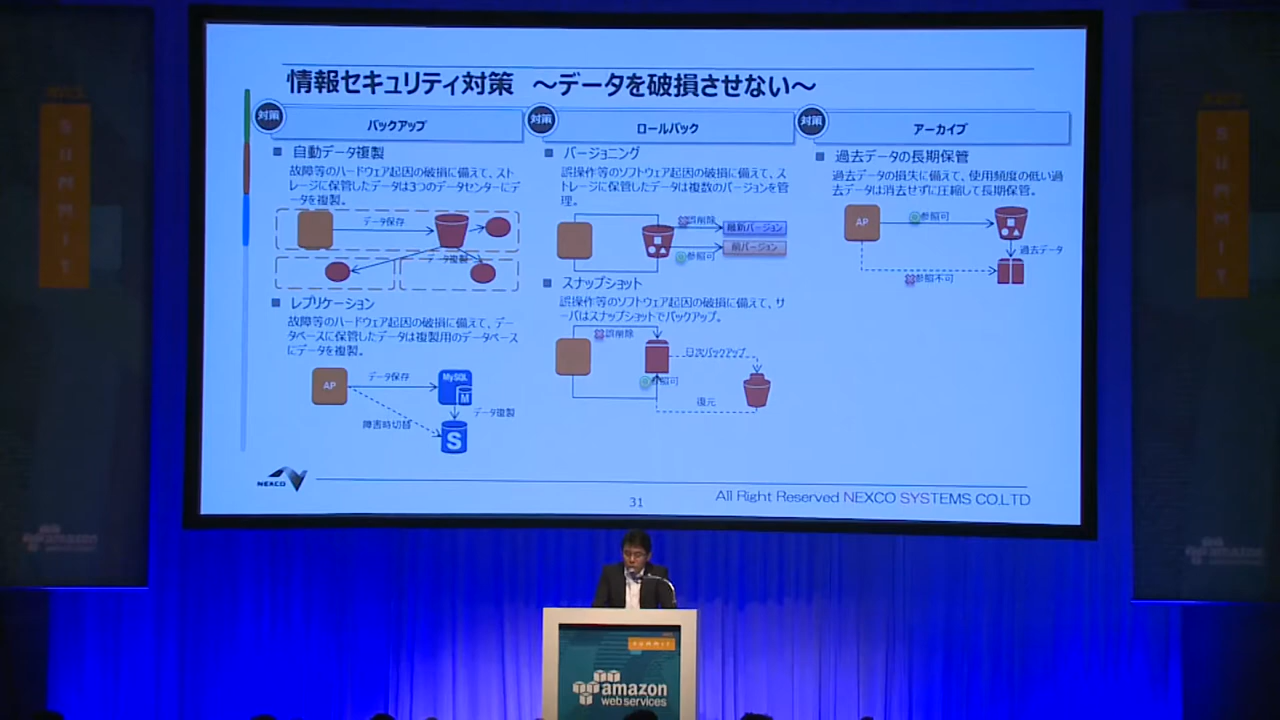 情報セキュリティ対策 ～データを破損させない～
対策
バックアップ
■ 自動データ複製
故障等のハードウェア起因の破損に備えて、スト
レージに保管したデータは3つのデータセンターにデ
ータを複製。
データ保存
データ複製
■ レプリケーション
故障等のハードウェア起因の破損に備えて、デー
タベースに保管したデータは複製用のデータベース
にデータを複製。
AP
データ保存
MySQL
M
データ複製
障害時切替
S
対策
ロールバック
■ バージョニング
誤操作等のソフトウェア起因の破損に備えて、ス
トレージに保管したデータは複数のバージョンを管
理。
誤削除
最新バージョン
参照可
前バージョン
■ スナップショット
誤操作等のソフトウェア起因の破損に備えて、サ
ーバはスナップショットでバックアップ。
誤削除
日次バックアップ
参照可
復元
対策
アーカイブ
■ 過去データの長期保管
過去データの損失に備えて、使用頻度の低い過
去データは消去せずに圧縮して長期保管。
AP
参照可
過去データ
参照不可
NEXCO
31
All Right Reserved NEXCO SYSTEMS CO.LTD
SUMMIT
SUMMIT
amazon
SUMMIT
amazon
webservices
amazon